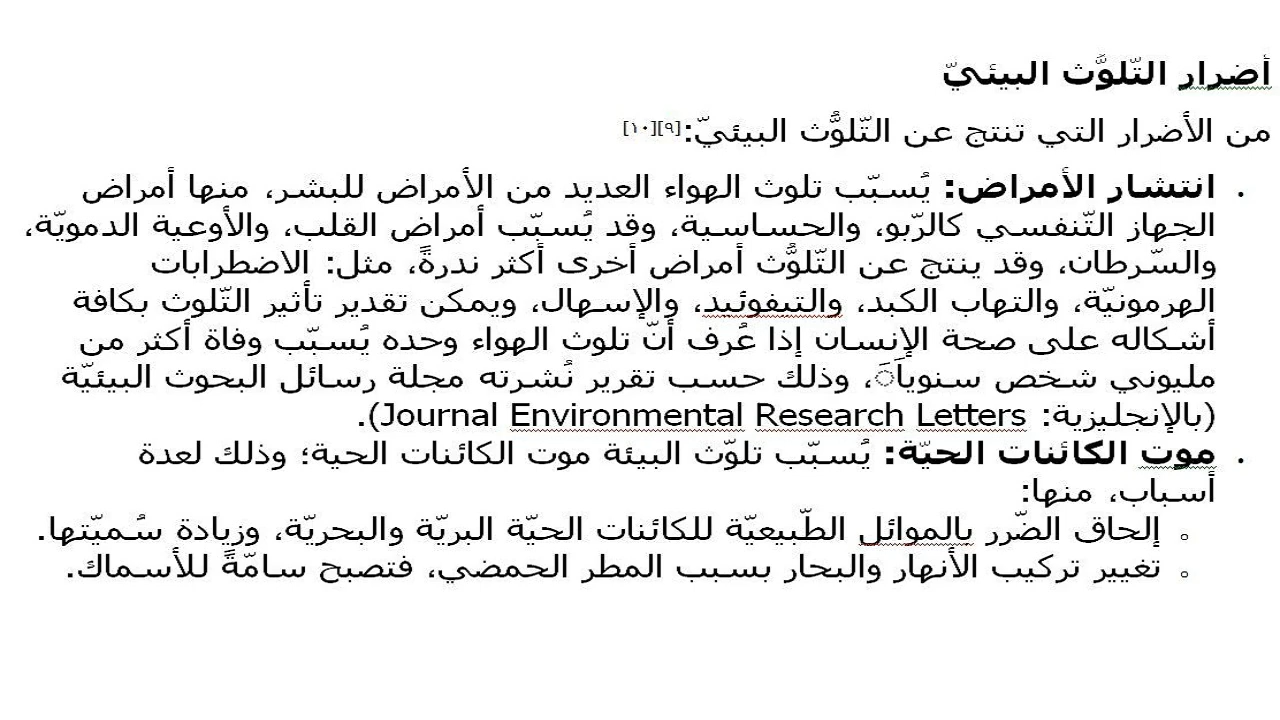 أضرار التّلوُّث البيئيّ
من الأضرار التي تنتج عن التّلوُّث البيئيّ:[٩][١٠]
• انتشار الأمراض: يُسبّب تلوث الهواء العديد من الأمراض للبشر، منها أمراض
الجهاز التّنفسي كالرّبو، والحساسية، وقد يُسبّب أمراض القلب، والأوعية الدمويّة،
والسّرطان، وقد ينتج عن التّلوُّث أمراض أخرى أكثر ندرةً، مثل: الاضطرابات
الهرمونيّة، والتهاب الكبد، والتيفوئيد، والإسهال، ويمكن تقدير تأثير التّلوث بكافة
أشكاله على صحة الإنسان إذا عُرف أنّ تلوث الهواء وحده يُسبّب وفاة أكثر من
مليوني شخص سنوياَ َ، وذلك حسب تقرير نُشرته مجلة رسائل البحوث البيئيّة
(بالإنجليزية: Journal Environmental Research Letters).
• موت الكائنات الحيّة: يُسبّب تلوّث البيئة موت الكائنات الحية؛ وذلك لعدة
أسباب، منها:
◦ إلحاق الضّرر بالموائل الطّبيعيّة للكائنات الحيّة البريّة والبحريّة، وزيادة سُميّتها.
◦ تغيير تركيب الأنهار والبحار بسبب المطر الحمضي، فتصبح سامّةً للأسماك.